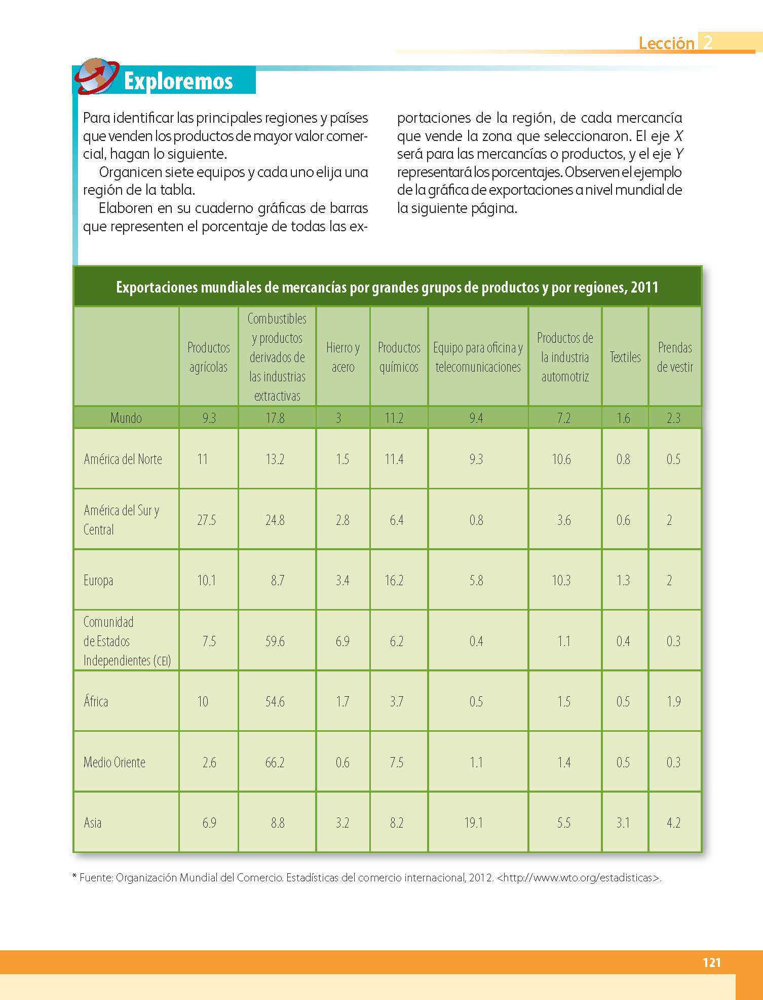 Lección 2
Exploremos
Para identificar las principales regiones y países
que venden los productos de mayor valor comer-
cial, hagan lo siguiente.
Organicen siete equipos y cada uno elija una
región de la tabla.
Elaboren en su cuaderno gráficas de barras
que representen el porcentaje de todas las ex-
portaciones de la región, de cada mercancía
que vende la zona que seleccionaron. El eje X
será para las mercancías o productos, y el eje Y
representará los porcentajes. Observen el ejemplo
de la gráfica de exportaciones a nivel mundial de
la siguiente página.
Exportaciones mundiales de mercancías por grandes grupos de productos y por regiones, 2011
Productos
agrícolas
Combustibles
y productos
derivados de
las industrias
extractivas
Hierro y
acero
Productos
químicos
Equipo para oficina y
telecomunicaciones
Productos de
la industria
automotriz
Textiles
Prendas
de vestir
Mundo 9.3 17.8 3 11.2 9.4 7.2 1.6 2.3
América del Norte 11 13.2 1.5 11.4 9.3 10.6 0.8 0.5
América del Sur y
Central 27.5 24.8 2.8 6.4 0.8 3.6 0.6 2
Europa 10.1 8.7 3.4 16.2 5.8 10.3 1.3 2
Comunidad
de Estados
Independientes (CEI) 7.5 59.6 6.9 6.2 0.4 1.1 0.4 0.3
África 10 54.6 1.7 3.7 0.5 1.5 0.5 1.9
Medio Oriente 2.6 66.2 0.6 7.5 1.1 1.4 0.5 0.3
Asia 6.9 8.8 3.2 8.2 19.1 5.5 3.1 4.2
* Fuente: Organización Mundial del Comercio. Estadísticas del comercio internacional, 2012. <http://www.wto.org/estadisticas>.
121